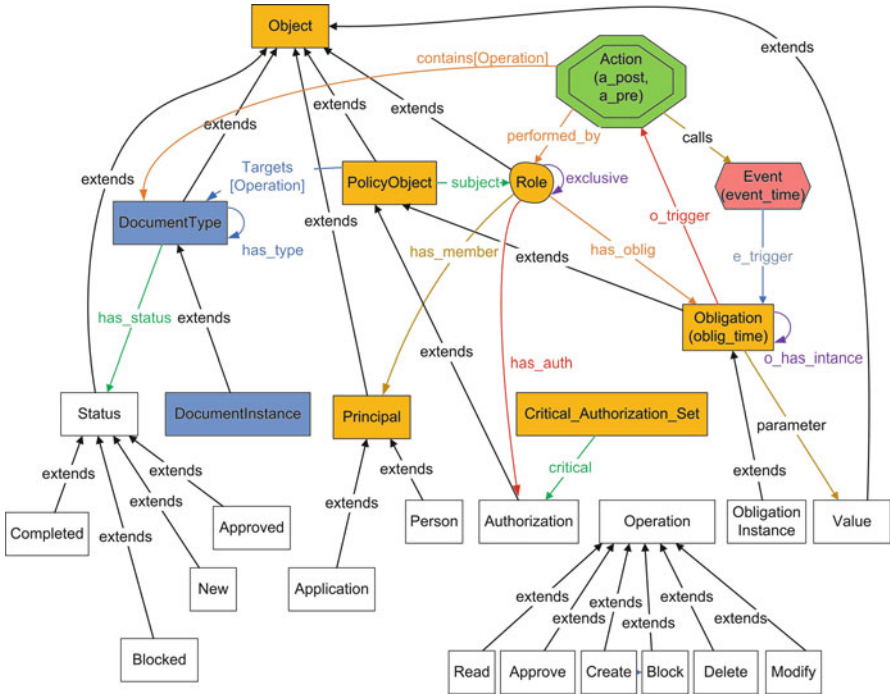 Object
extends
contains[Operation]
Action
(a_post,
a_pre)
extends
extends
extends
extends
performed_by
calls
Targets
[Operation]
PolicyObject
subject
Role
exclusive
Event
(event_time)
DocumentType
has_type
extends
o_trigger
has_member
has_oblig
extends
e_trigger
has_status
extends
Obligation
(oblig_time)
o_has_intance
extends
has_auth
Status
DocumentInstance
Principal
Critical_Authorization_Set
parameter
extends
extends
extends
critical
extends
extends
extends
Completed
Approved
Person
Authorization
Operation
Obligation
Instance
Value
extends
New
Application
extends
extends
extends
extends
extends
extends
Blocked
Read
Approve
Create
Block
Delete
Modify